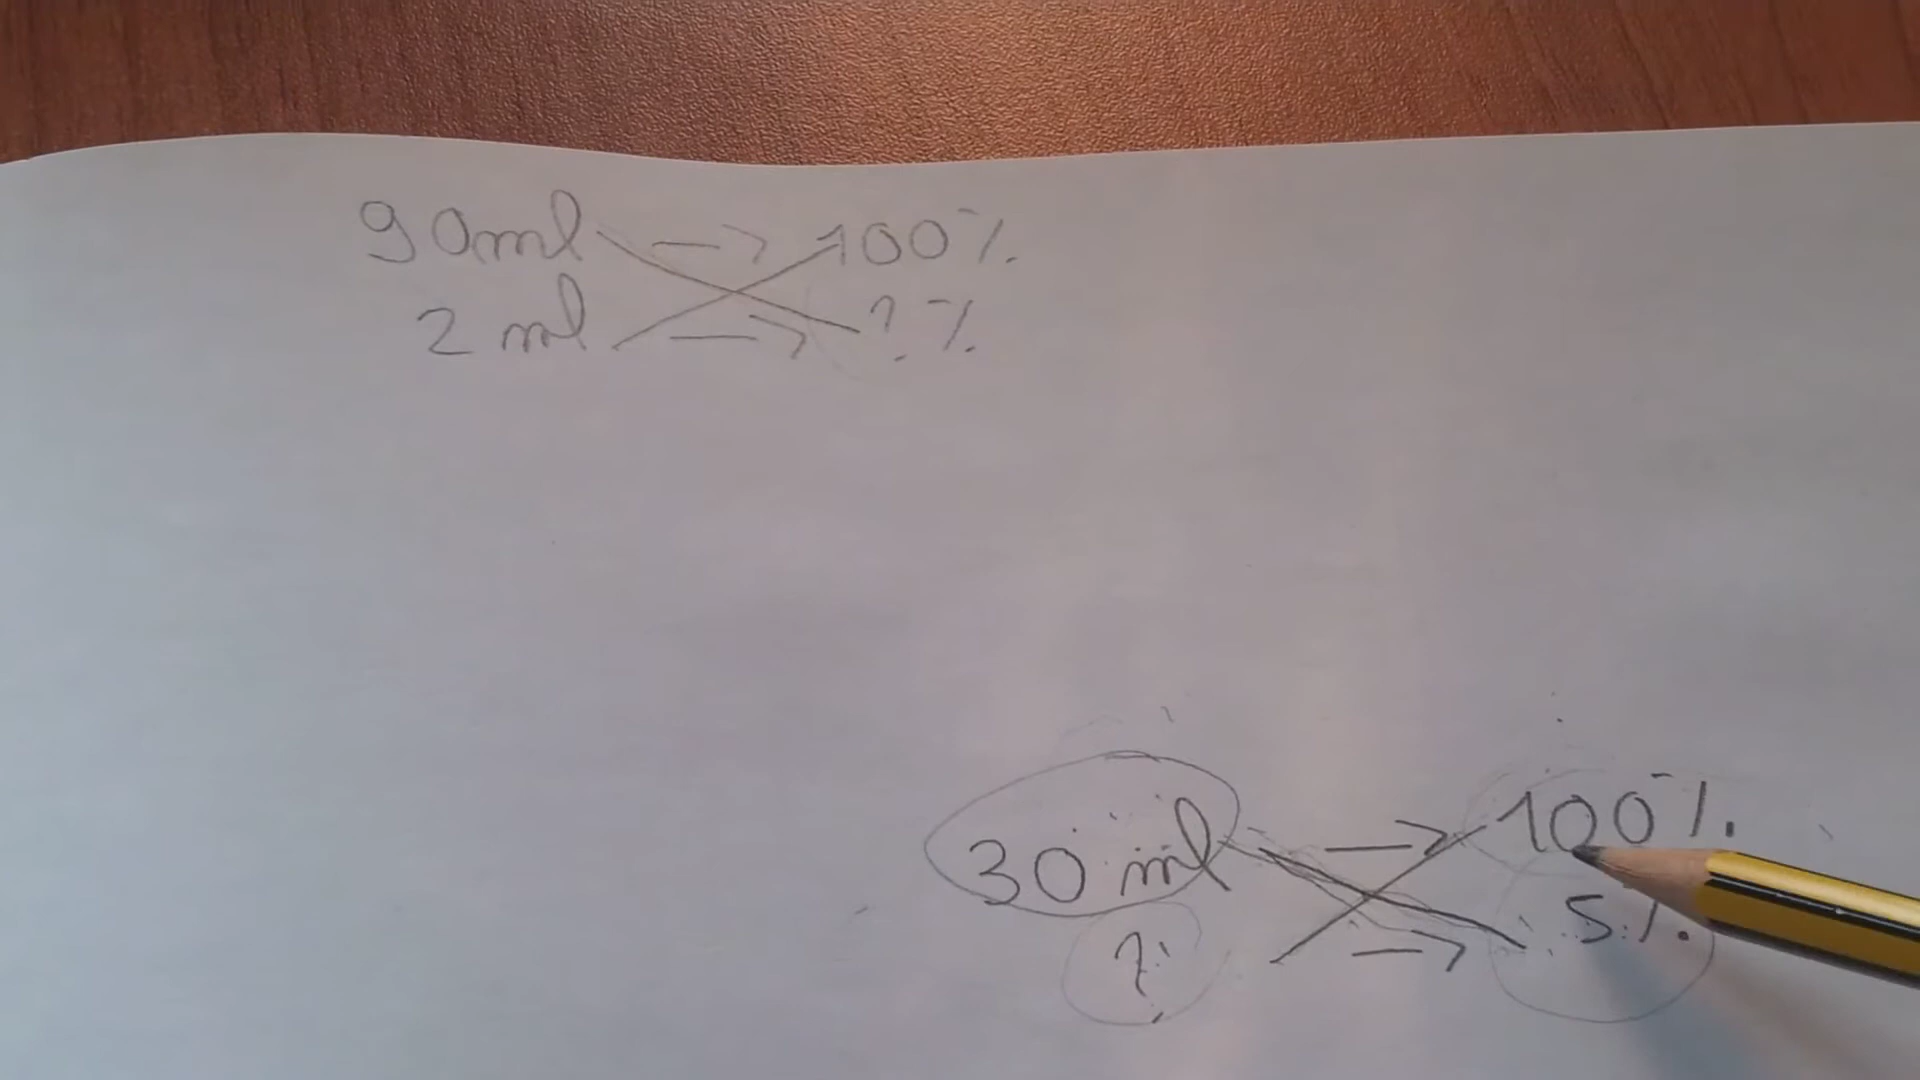 90ml → 100%
2 ml → ?%
30 ml → 100%
? → 5%